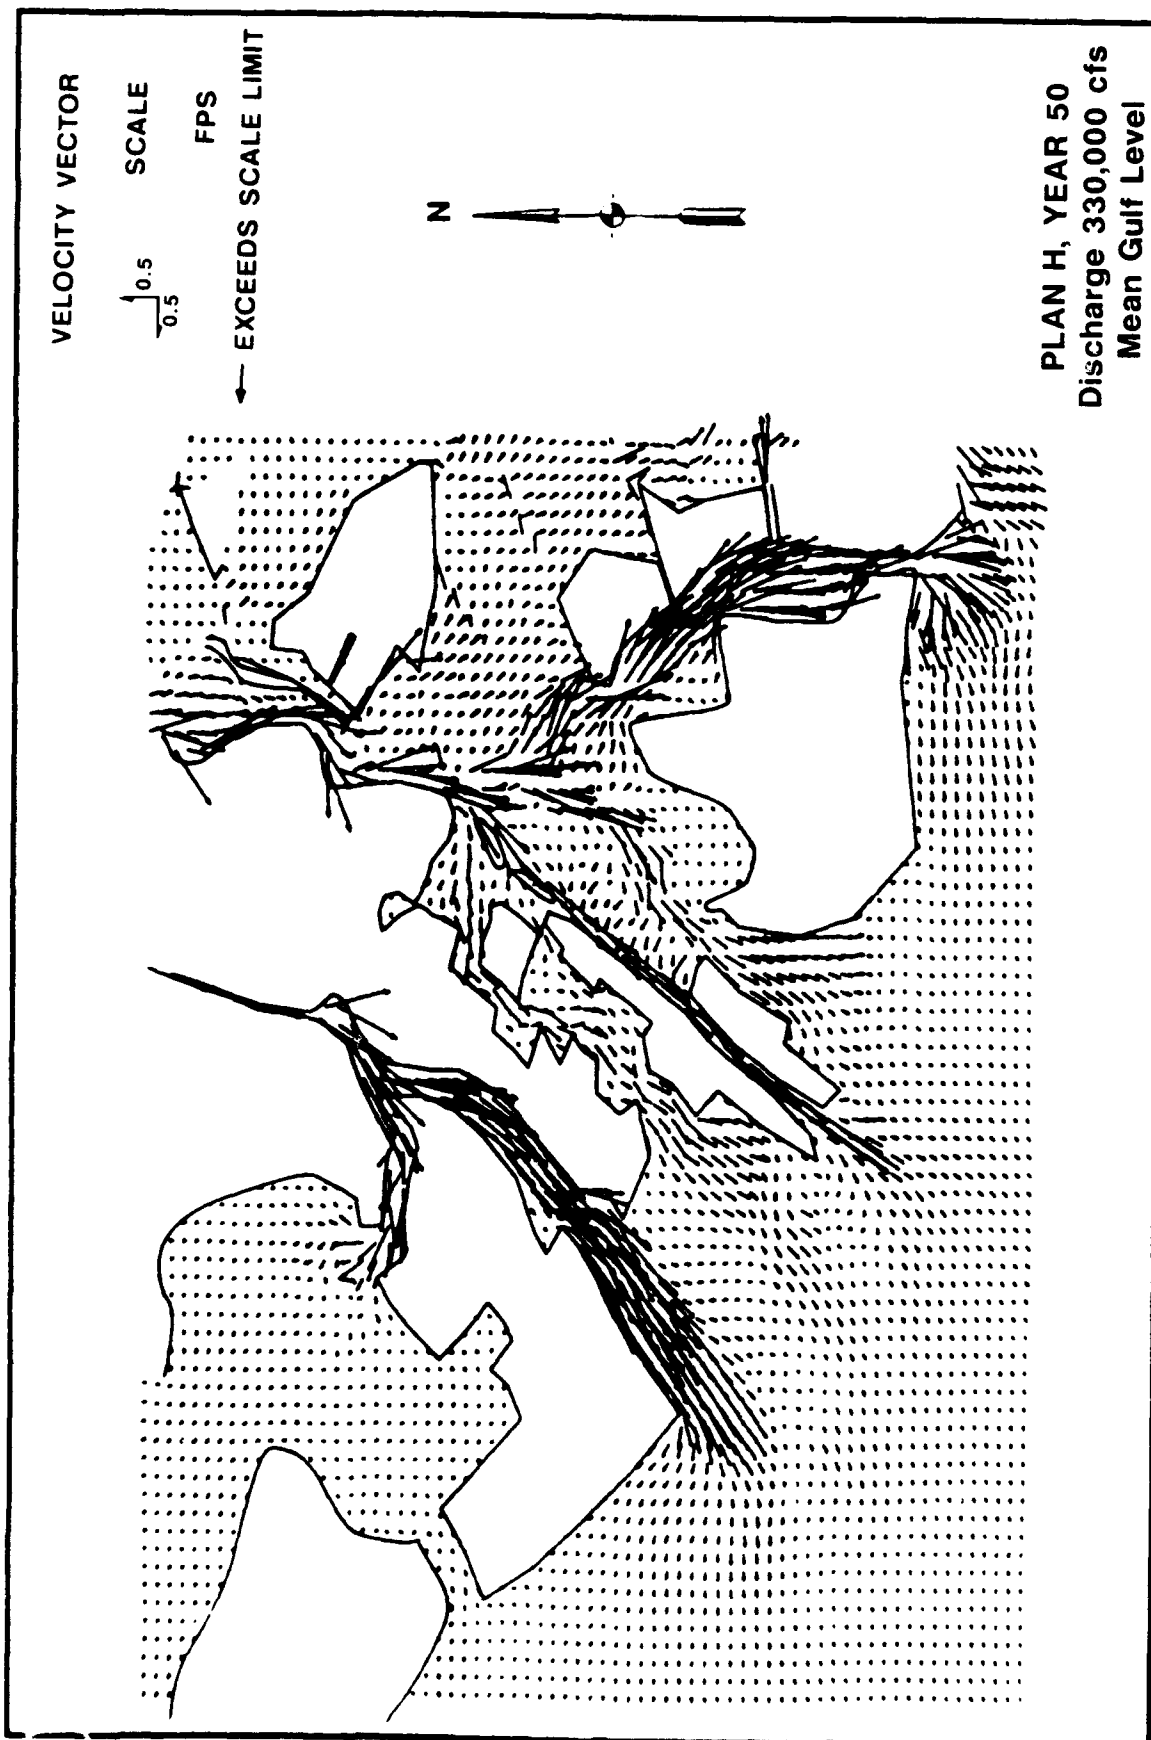 VELOCITY VECTOR
0.5
0.5
SCALE
FPS
← EXCEEDS SCALE LIMIT
N
PLAN H, YEAR 50
Discharge 330,000 cfs
Mean Gulf Level